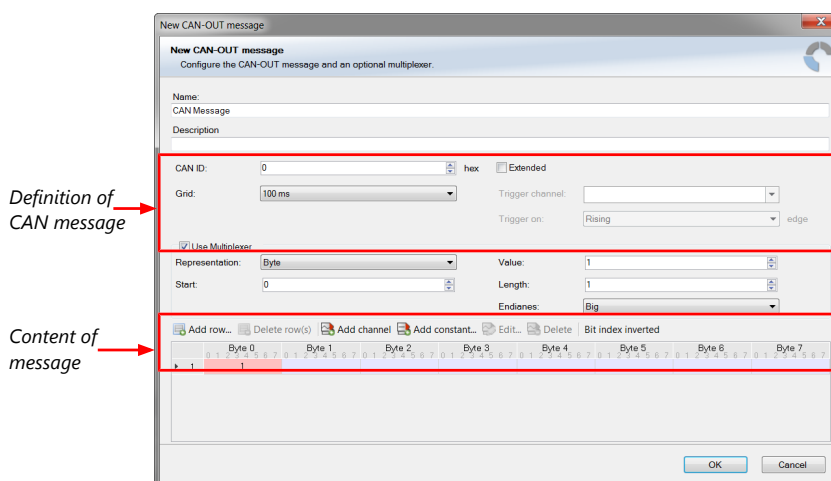 New CAN-OUT message
New CAN-OUT message
Configure the CAN-OUT message and an optional multiplexer.
Name:
CAN Message
Description
CAN ID: 0 hex Extended
Grid: 100 ms Trigger channel:
Trigger on: Rising edge
Use Multiplexer
Representation: Byte Value: 1
Start: 0 Length: 1
Endianes: Big
Definition of
CAN message
Add row... Delete row(s) Add channel Add constant... Edit... Delete Bit index inverted
Byte 0 Byte 1 Byte 2 Byte 3 Byte 4 Byte 5 Byte 6 Byte 7
0 1 2 3 4 5 6 7 0 1 2 3 4 5 6 7 0 1 2 3 4 5 6 7 0 1 2 3 4 5 6 7 0 1 2 3 4 5 6 7 0 1 2 3 4 5 6 7 0 1 2 3 4 5 6 7 0 1 2 3 4 5 6 7
1 1
Content of
message
OK Cancel